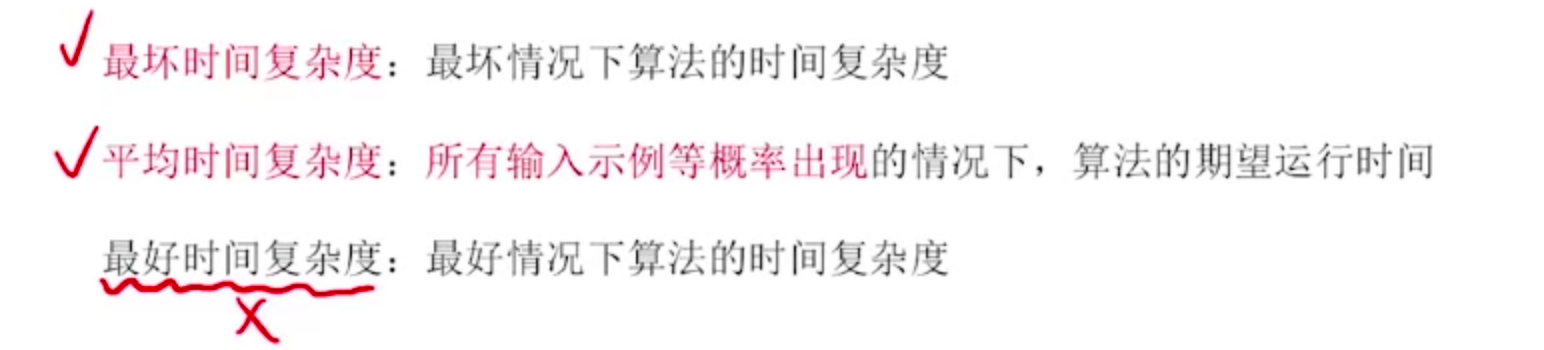 最坏时间复杂度：最坏情况下算法的时间复杂度
平均时间复杂度：所有输入示例等概率出现的情况下，算法的期望运行时间
最好时间复杂度：最好情况下算法的时间复杂度